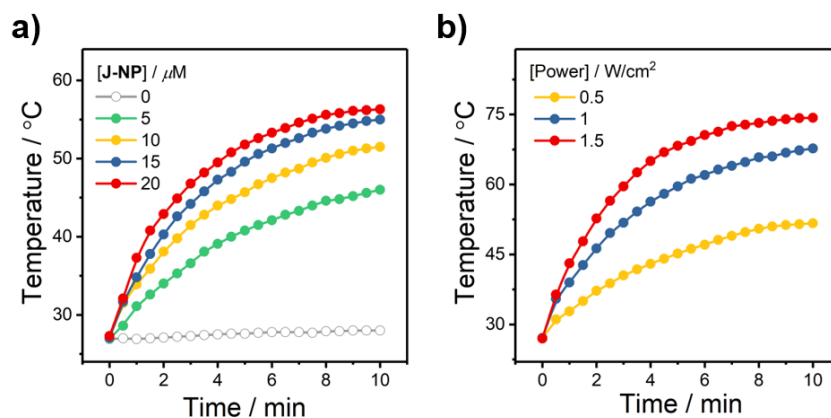 a)
[J-NP] / μM
0
5
10
15
20
60
50
40
30
Temperature / °C
0 2 4 6 8 10
Time / min
b)
[Power] / W/cm²
0.5
1
1.5
75
60
45
30
Temperature / °C
0 2 4 6 8 10
Time / min